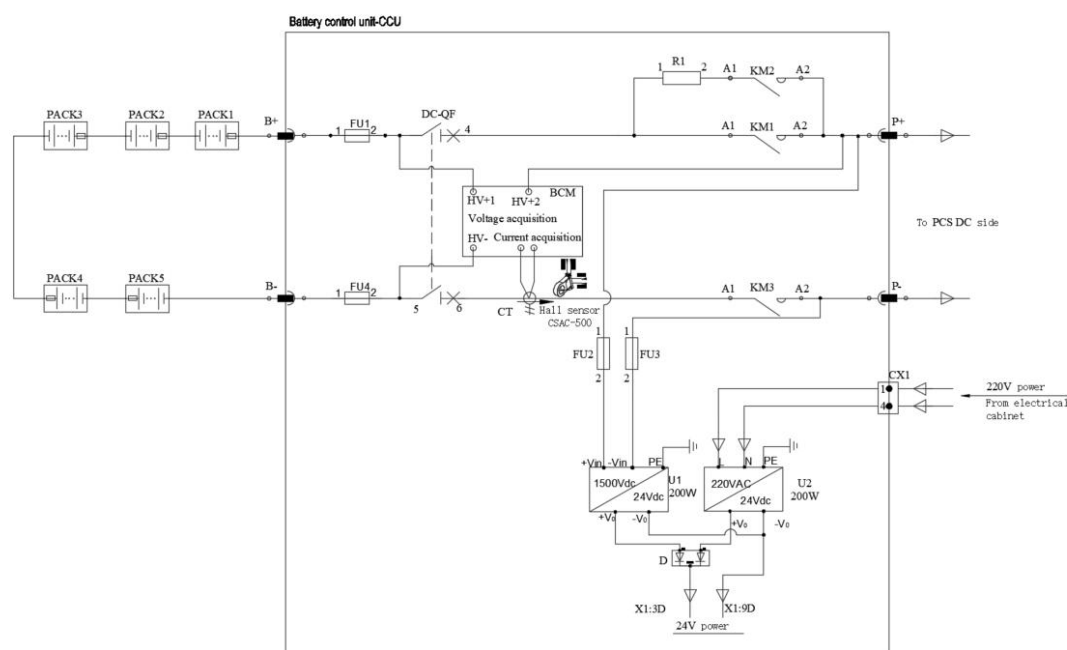 Battery control unit-CCU
R1
1 2 A1 KM2 A2
PACK3 PACK2 PACK1 B+ FU1 DC-QF P+
1 2 4 A1 KM1 A2
BCM
HV+1 HV+2
Voltage acquisition
HV- Current acquisition
To PCS DC side
PACK4 PACK5 B- FU4 P-
1 2 5 6 A1 KM3 A2
CT Hall sensor
CSAC-500
1 1
FU2 FU3
2 2
CX1
1 220V power
4 From electrical
cabinet
+Vin -Vin PE L N PE
1500Vdc U1 220VAC U2
24Vdc 200W 24Vdc 200W
+V₀ -V₀ +V₀ -V₀
D
X1:3D X1:9D
24V power